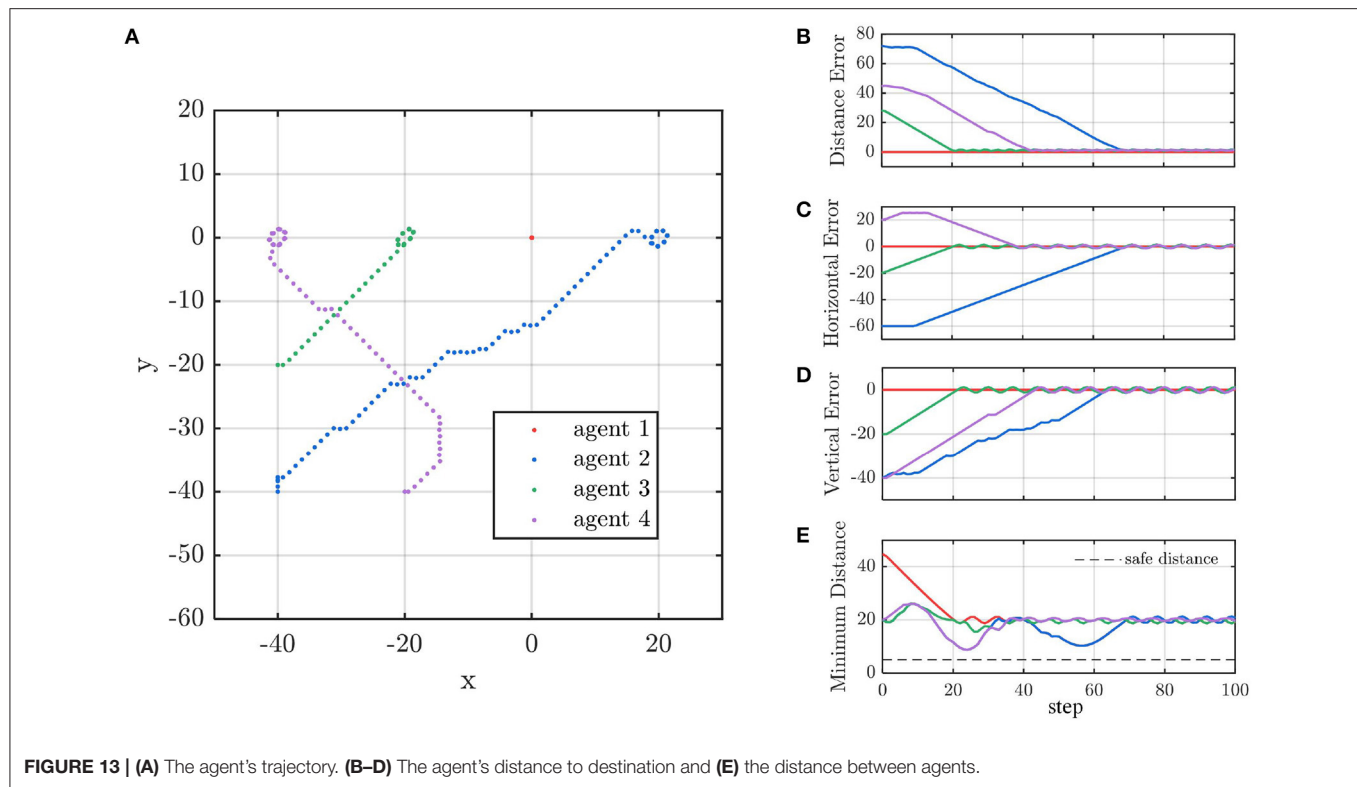 A
20
10
0
-10
-20
-30
-40
-50
-60
y
-40
-20
0
20
x
agent 1
agent 2
agent 3
agent 4
B
Distance Error
80
60
40
20
0
C
Horizontal Error
20
0
-20
-40
-60
D
Vertical Error
0
-20
-40
E
Minimum Distance
40
20
0
safe distance
0
20
40
60
80
100
step
FIGURE 13 | (A) The agent's trajectory. (B–D) The agent's distance to destination and (E) the distance between agents.